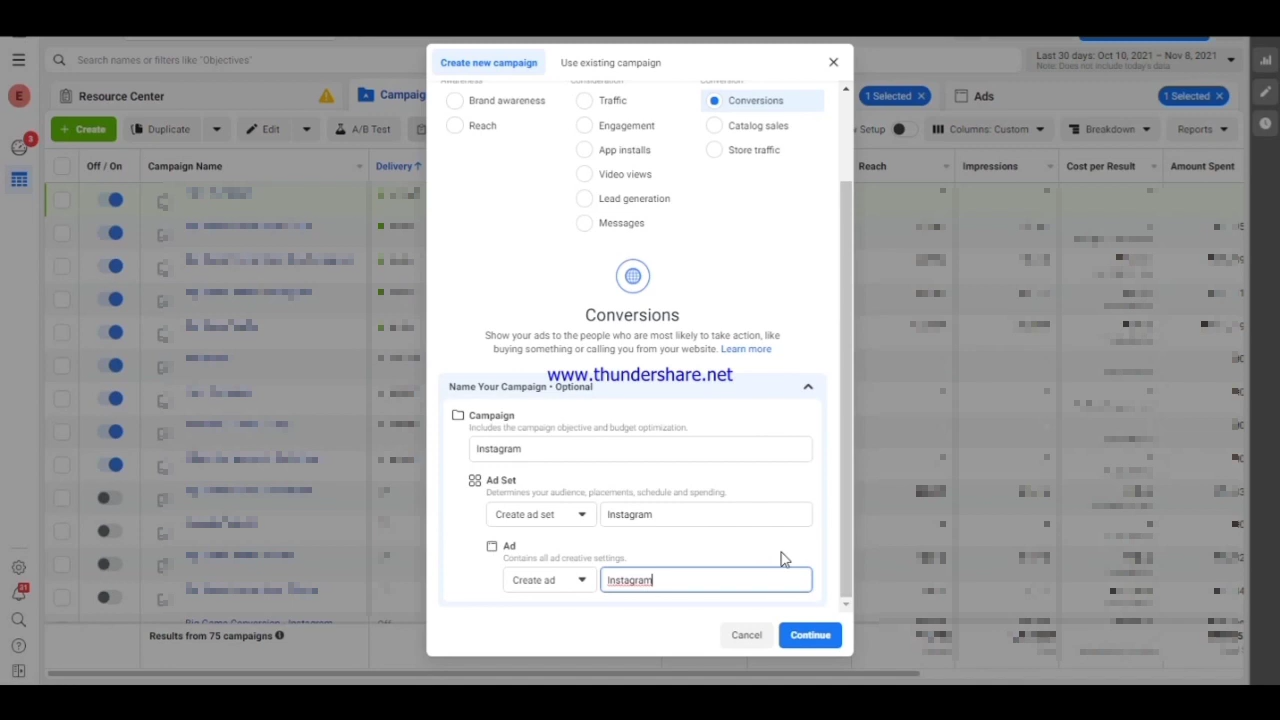 Create new campaign
Use existing campaign
Search names or filters like "Objectives"
Last 30 days: Oct 10, 2021 – Nov 8, 2021
Note: Does not include today's data
E
Resource Center
Campaig
1 Selected ×
Ads
1 Selected ×
Awareness
Consideration
Conversion
Brand awareness
Traffic
Conversions
Reach
Engagement
Catalog sales
App installs
Store traffic
Video views
Lead generation
Messages
+ Create
Duplicate
Edit
A/B Test
Setup
Columns: Custom
Breakdown
Reports
3
Off / On
Campaign Name
Delivery ↑
Reach
Impressions
Cost per Result
Amount Spent
Conversions
Show your ads to the people who are most likely to take action, like
buying something or calling you from your website. Learn more
www.thundershare.net
Name Your Campaign • Optional
Campaign
Includes the campaign objective and budget optimization.
Instagram
Ad Set
Determines your audience, placements, schedule and spending.
Create ad set
Instagram
Ad
Contains all ad creative settings.
Create ad
Instagram
Results from 75 campaigns
Cancel
Continue